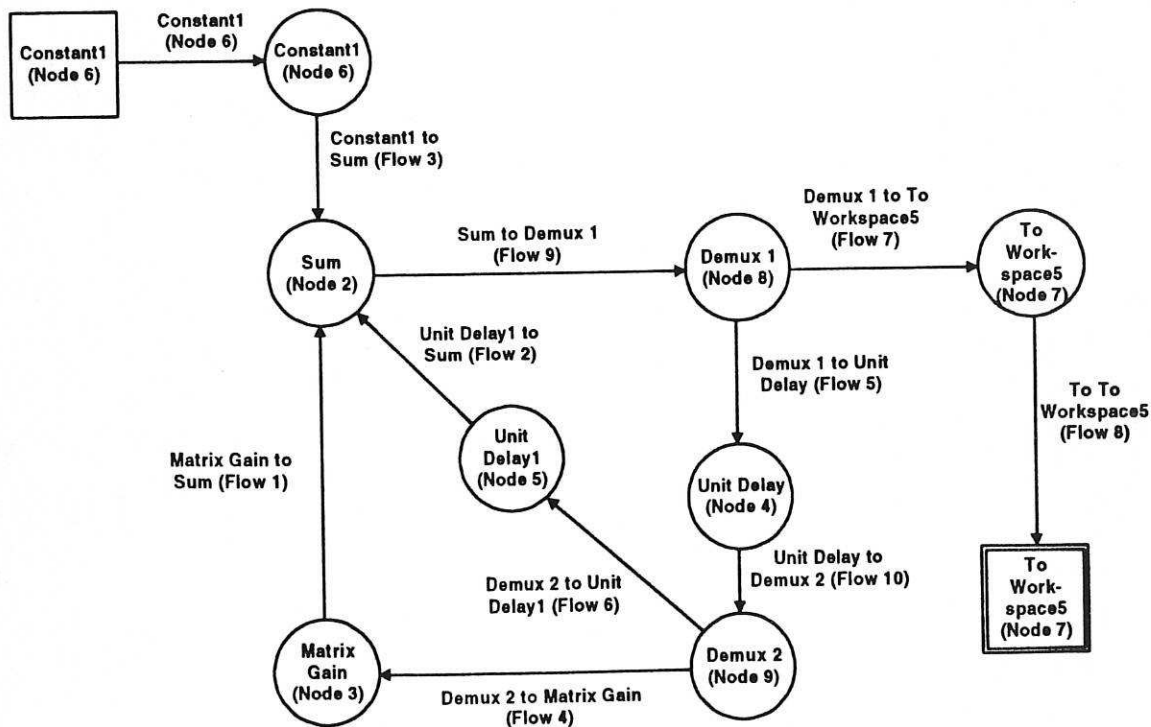 Constant1
(Node 6)
Constant1
(Node 6)
Constant1
(Node 6)
Constant1 to
Sum (Flow 3)
Sum
(Node 2)
Sum to Demux 1
(Flow 9)
Demux 1
(Node 8)
Demux 1 to To
Workspace5
(Flow 7)
To
Work-
space5
(Node 7)
Unit Delay1 to
Sum (Flow 2)
Demux 1 to Unit
Delay (Flow 5)
To To
Workspace5
(Flow 8)
Matrix Gain to
Sum (Flow 1)
Unit
Delay1
(Node 5)
Unit Delay
(Node 4)
Demux 2 to Unit
Delay1 (Flow 6)
Unit Delay to
Demux 2 (Flow 10)
To
Work-
space5
(Node 7)
Matrix
Gain
(Node 3)
Demux 2 to Matrix Gain
(Flow 4)
Demux 2
(Node 9)